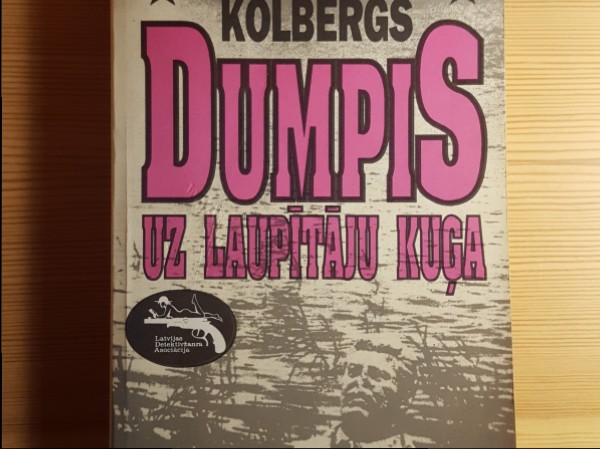 KOLBERGS
DUMPIS
UZ LAUPĪTĀJU KUĢA
Latvijas
Detektīvžanra
Asociācija